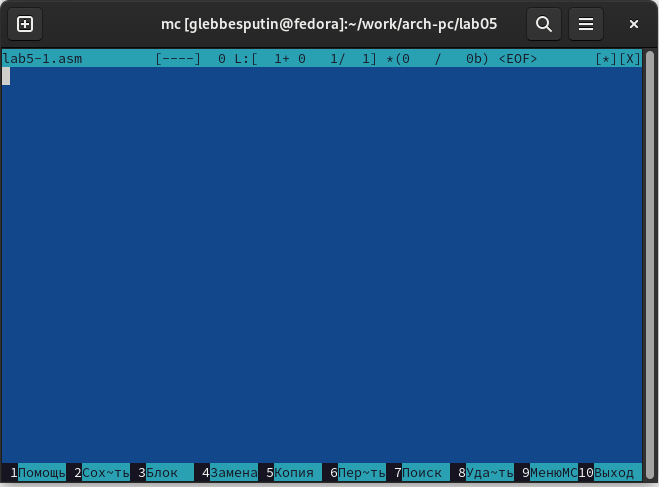 mc [glebbesputin@fedora]:~/work/arch-pc/lab05
lab5-1.asm [----] 0 L:[ 1+ 0 1/ 1] *(0 / 0b) <EOF> [*][X]
1Помощь 2Сох~ть 3Блок 4Замена 5Копия 6Пер~ть 7Поиск 8Уда~ть 9МенюMC 10Выход